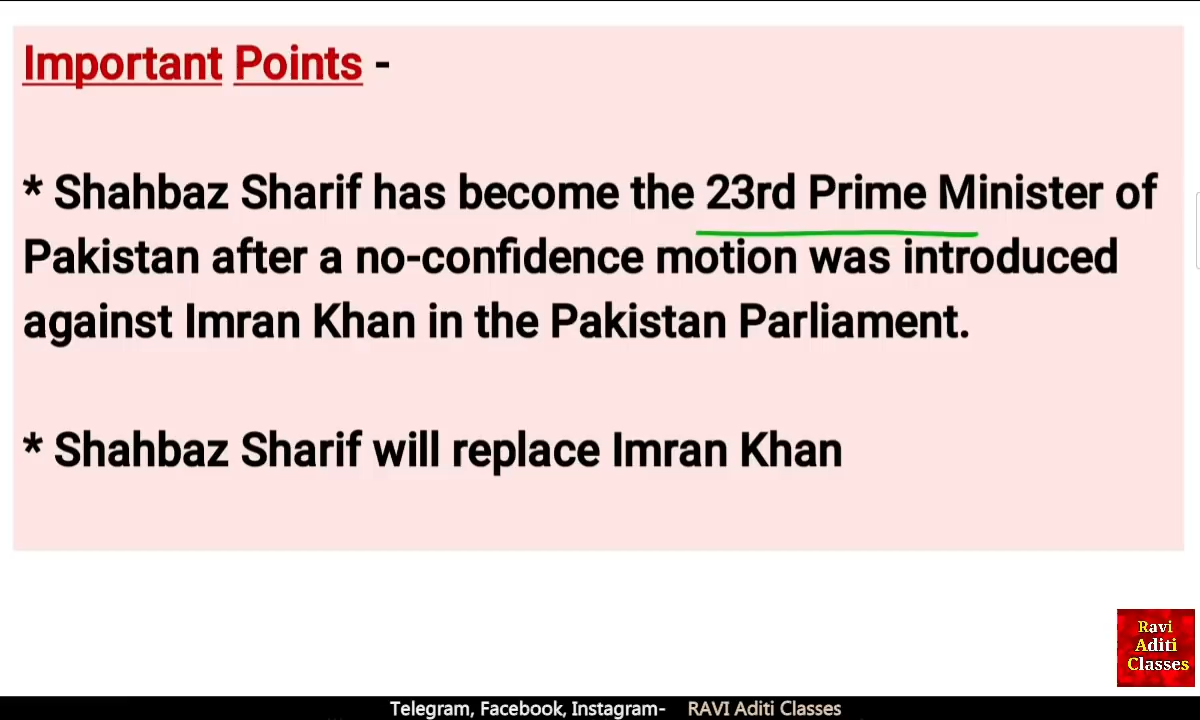 Important Points -
* Shahbaz Sharif has become the 23rd Prime Minister of
Pakistan after a no-confidence motion was introduced
against Imran Khan in the Pakistan Parliament.
* Shahbaz Sharif will replace Imran Khan
Ravi
Aditi
Classes
Telegram, Facebook, Instagram- RAVI Aditi Classes